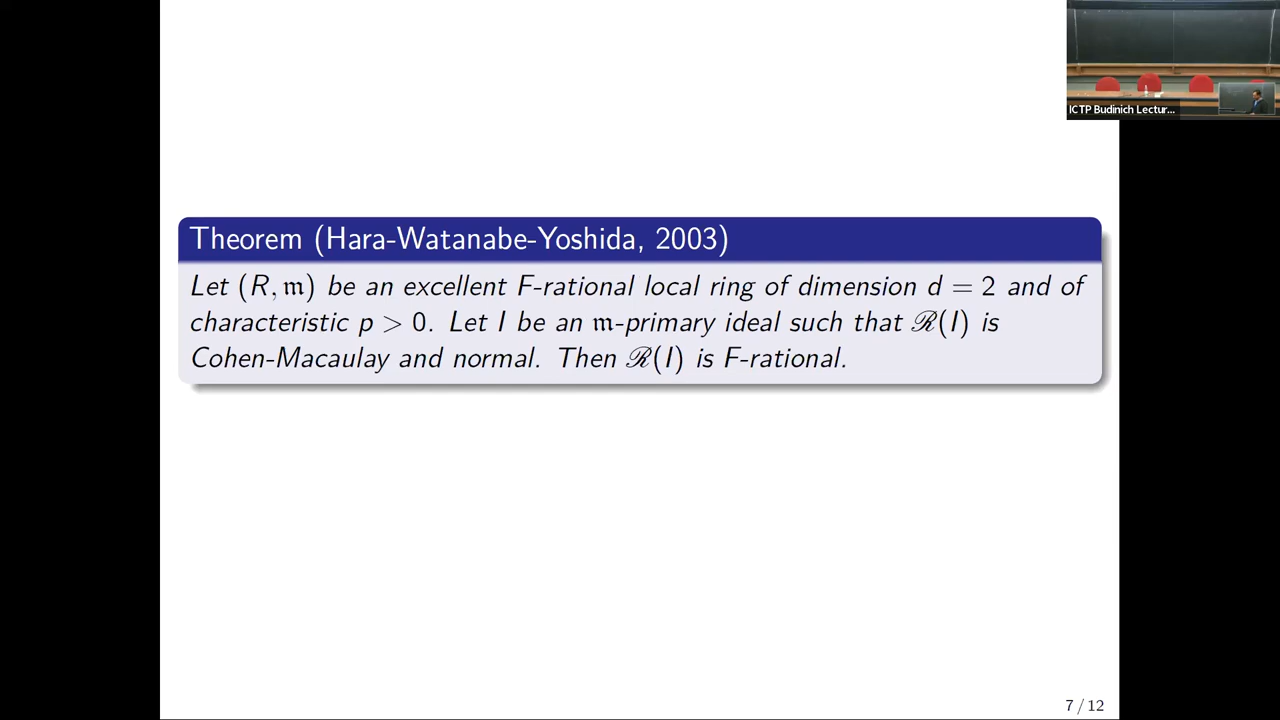 ICTP Budinich Lectur...
Theorem (Hara-Watanabe-Yoshida, 2003)
Let (R, 𝔪) be an excellent F-rational local ring of dimension d = 2 and of
characteristic p > 0. Let I be an 𝔪-primary ideal such that ℛ(I) is
Cohen-Macaulay and normal. Then ℛ(I) is F-rational.
7 / 12